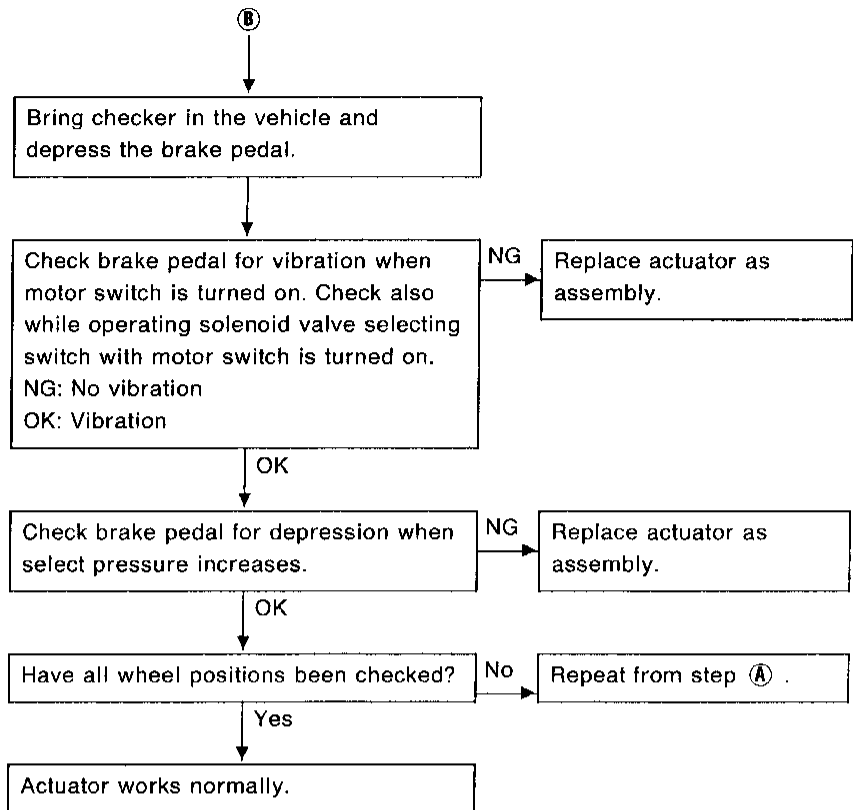 B
Bring checker in the vehicle and
depress the brake pedal.
Check brake pedal for vibration when
motor switch is turned on. Check also
while operating solenoid valve selecting
switch with motor switch is turned on.
NG: No vibration
OK: Vibration
NG
Replace actuator as
assembly.
OK
Check brake pedal for depression when
select pressure increases.
NG
Replace actuator as
assembly.
OK
Have all wheel positions been checked?
No
Repeat from step A .
Yes
Actuator works normally.